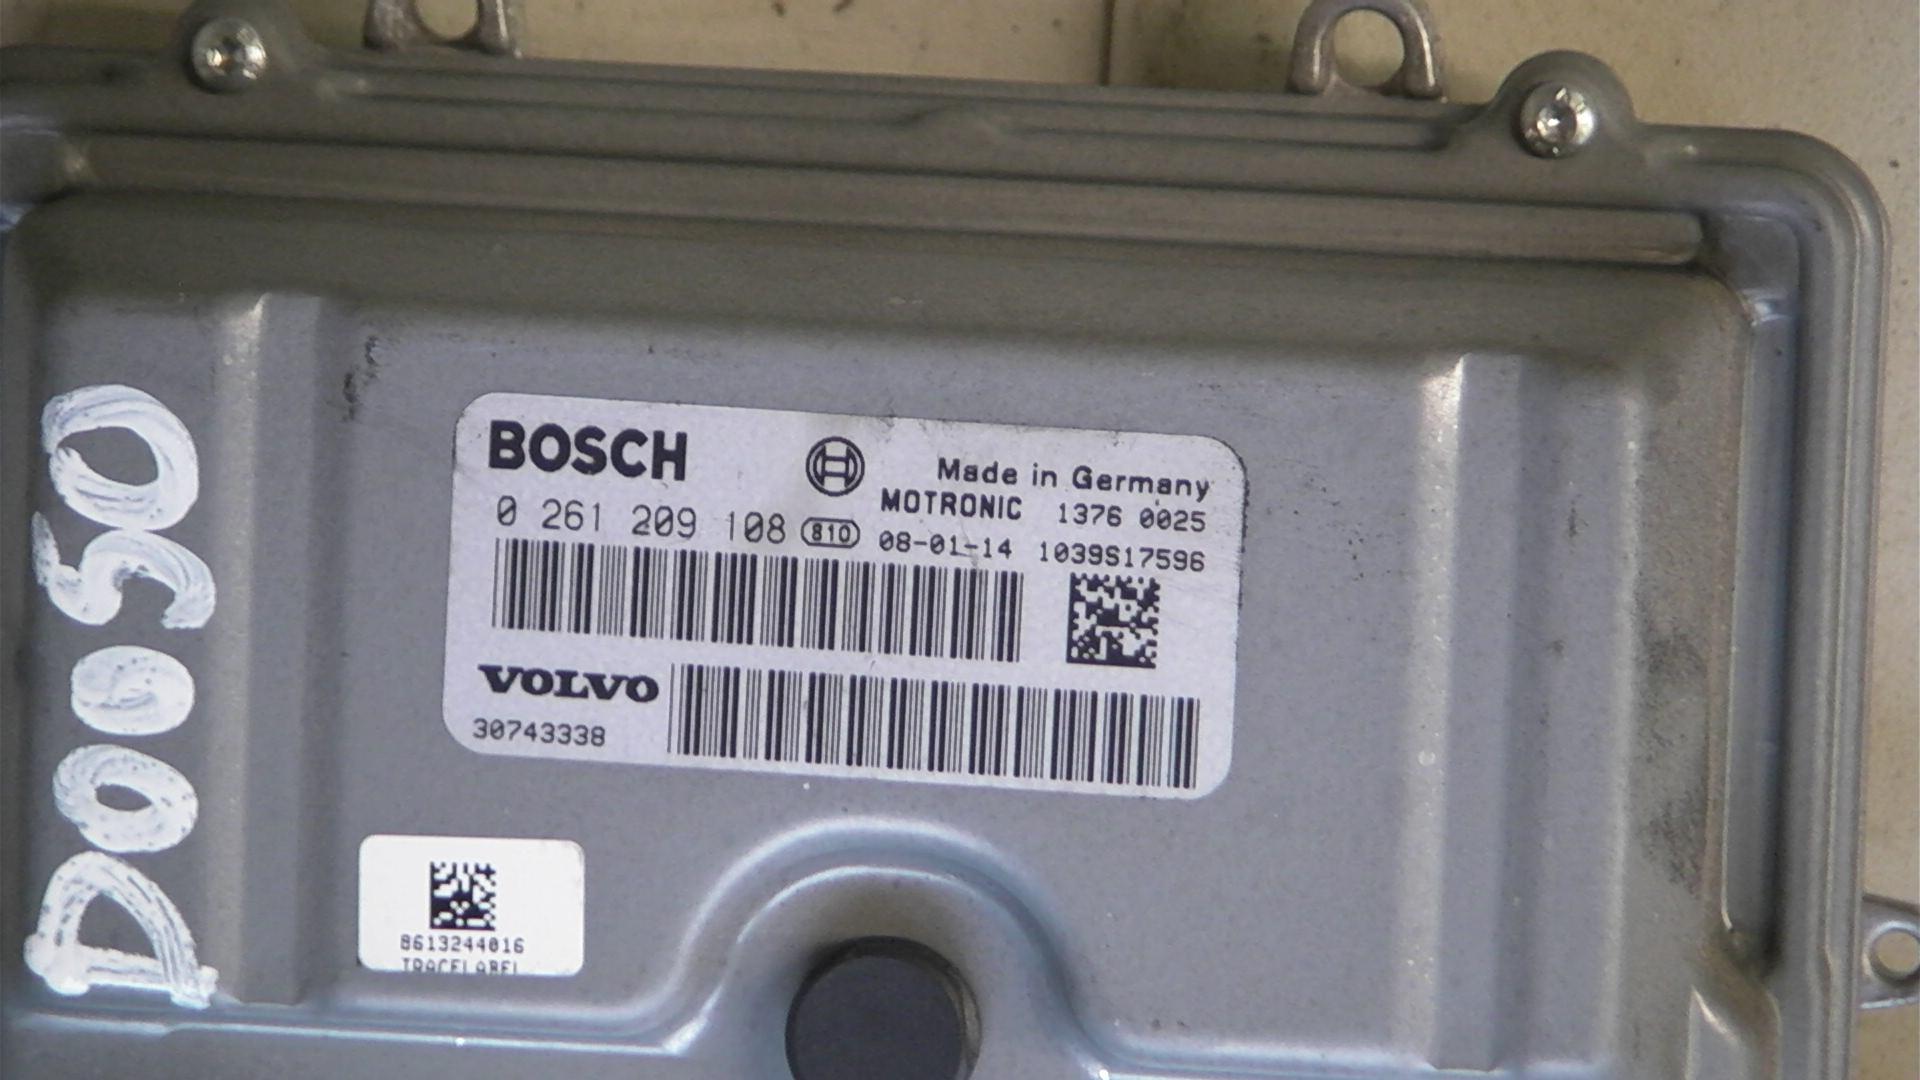 BOSCH
Made in Germany
MOTRONIC 1376 0025
0 261 209 108 810 08-01-14 1039S17596
VOLVO
30743338
8613244016
TRACELABEL
D0050